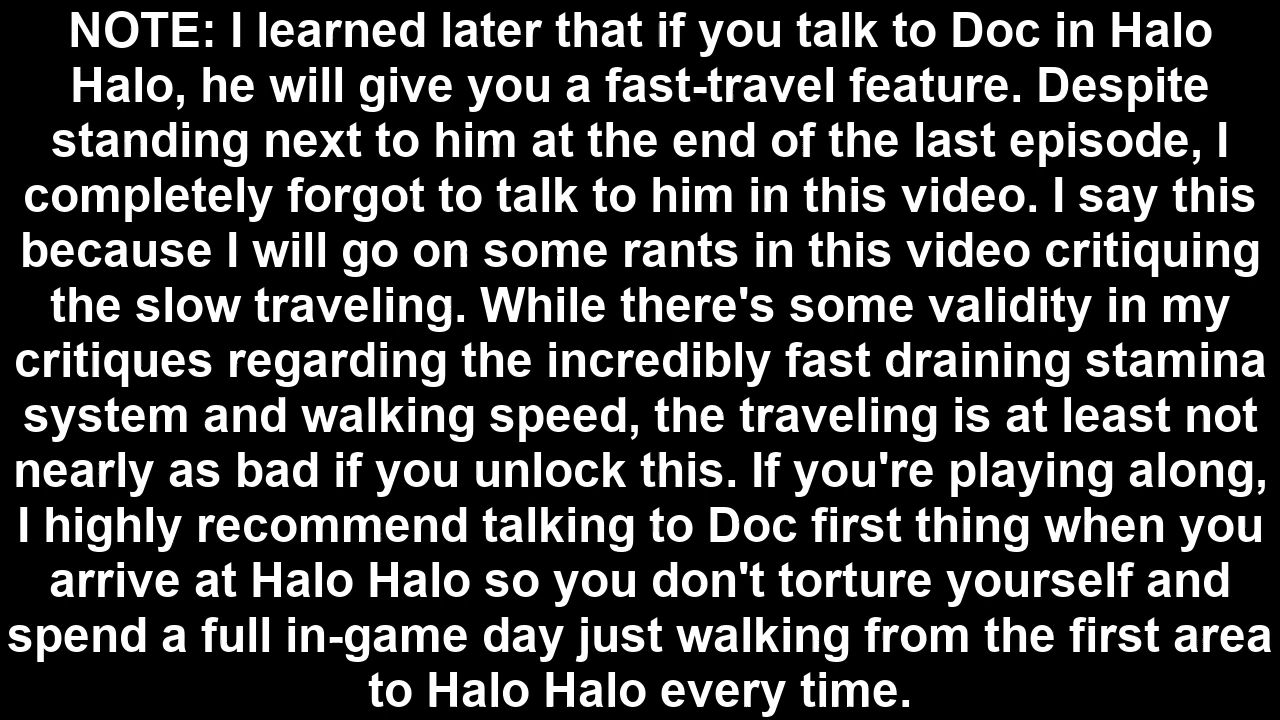 NOTE: I learned later that if you talk to Doc in Halo
Halo, he will give you a fast-travel feature. Despite
standing next to him at the end of the last episode, I
completely forgot to talk to him in this video. I say this
because I will go on some rants in this video critiquing
the slow traveling. While there's some validity in my
critiques regarding the incredibly fast draining stamina
system and walking speed, the traveling is at least not
nearly as bad if you unlock this. If you're playing along,
I highly recommend talking to Doc first thing when you
arrive at Halo Halo so you don't torture yourself and
spend a full in-game day just walking from the first area
to Halo Halo every time.